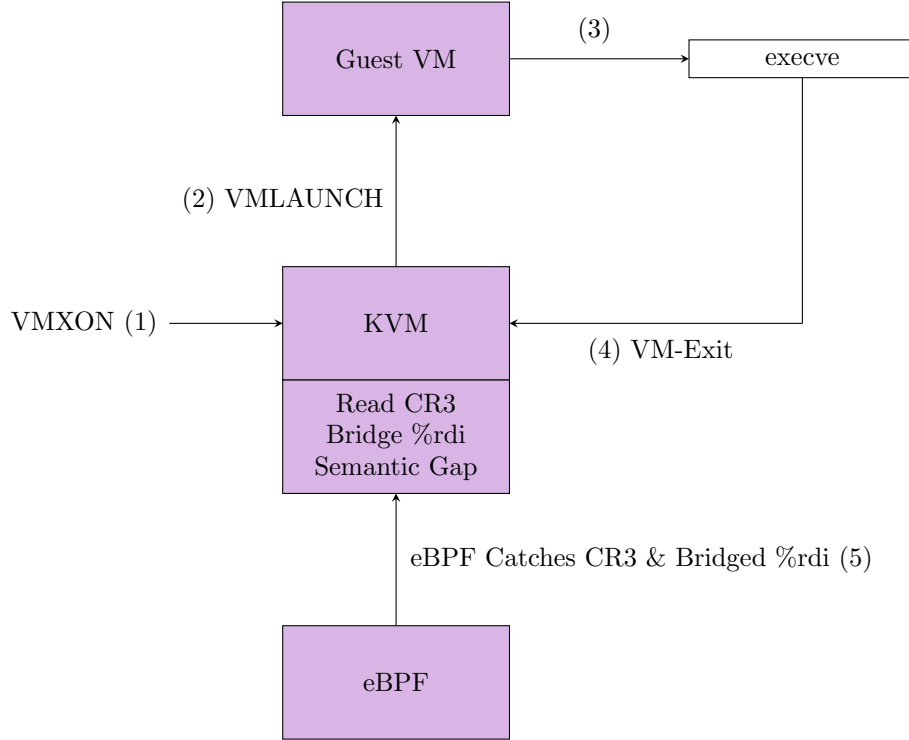 Guest VM
(3)
execve
(2) VMLAUNCH
VMXON (1)
KVM
(4) VM-Exit
Read CR3
Bridge %rdi
Semantic Gap
eBPF Catches CR3 & Bridged %rdi (5)
eBPF